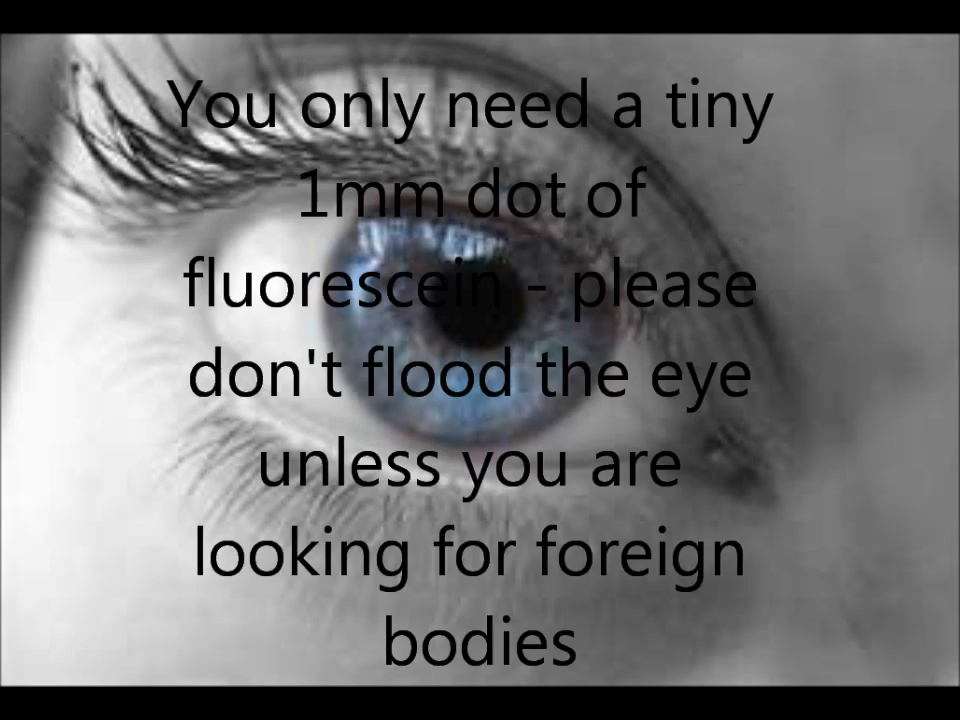 You only need a tiny
1mm dot of
fluorescein - please
don't flood the eye
unless you are
looking for foreign
bodies